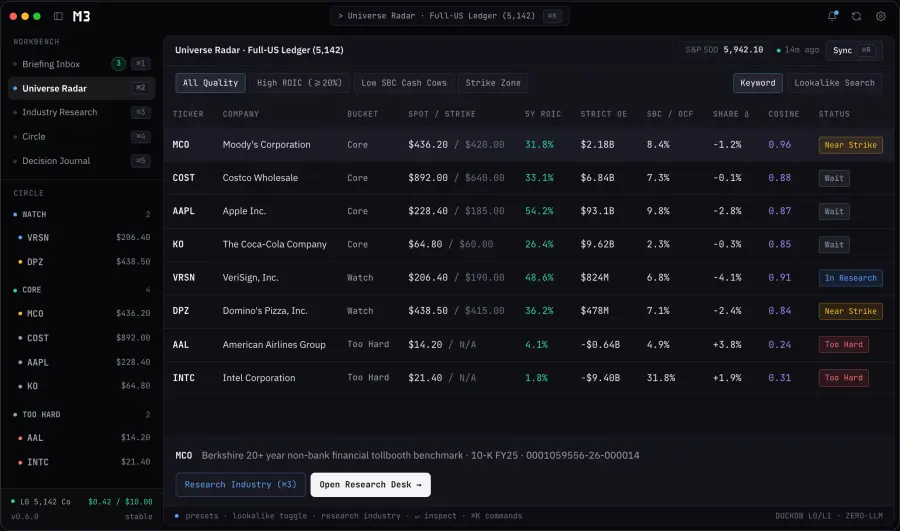 M3
> Universe Radar · Full-US Ledger (5,142) ⌘K
WORKBENCH
Briefing Inbox 3 ⌘1
Universe Radar ⌘2
Industry Research ⌘3
Circle ⌘4
Decision Journal ⌘5
CIRCLE
WATCH 2
VRSN $206.40
DPZ $438.50
CORE 4
MCO $436.20
COST $892.00
AAPL $228.40
KO $64.80
TOO HARD 2
AAL $14.20
INTC $21.40
L0 5,142 Co $0.42 / $10.00
v0.6.0 stable
Universe Radar · Full-US Ledger (5,142) S&P 500 5,942.10 14m ago Sync ⌘R
All Quality High ROIC (≥20%) Low SBC Cash Cows Strike Zone Keyword Lookalike Search
TICKER COMPANY BUCKET SPOT / STRIKE 5Y ROIC STRICT OE SBC / OCF SHARE Δ COSINE STATUS
MCO Moody's Corporation Core $436.20 / $420.00 31.8% $2.18B 8.4% -1.2% 0.96 Near Strike
COST Costco Wholesale Core $892.00 / $640.00 33.1% $6.84B 7.3% -0.1% 0.88 Wait
AAPL Apple Inc. Core $228.40 / $185.00 54.2% $93.1B 9.8% -2.8% 0.87 Wait
KO The Coca-Cola Company Core $64.80 / $60.00 26.4% $9.62B 2.3% -0.3% 0.85 Wait
VRSN VeriSign, Inc. Watch $206.40 / $190.00 48.6% $824M 6.8% -4.1% 0.91 In Research
DPZ Domino's Pizza, Inc. Watch $438.50 / $415.00 36.2% $478M 7.1% -2.4% 0.84 Near Strike
AAL American Airlines Group Too Hard $14.20 / N/A 4.1% -$0.64B 4.9% +3.8% 0.24 Too Hard
INTC Intel Corporation Too Hard $21.40 / N/A 1.8% -$9.40B 31.8% +1.9% 0.31 Too Hard
MCO Berkshire 20+ year non-bank financial tollbooth benchmark · 10-K FY25 · 0001059556-26-000014
Research Industry (⌘3) Open Research Desk →
presets · lookalike toggle · research industry · ↵ inspect · ⌘K commands DUCKDB L0/L1 · ZERO-LLM